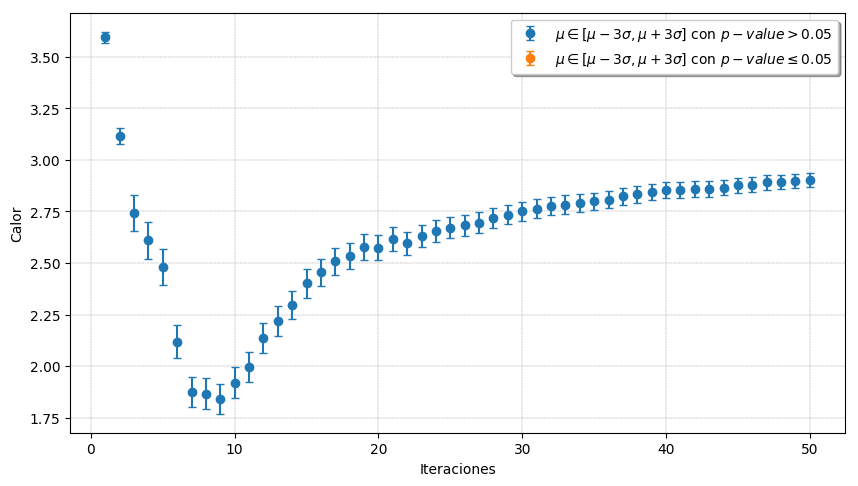 μ ∈ [μ − 3σ, μ + 3σ] con p − value > 0.05
μ ∈ [μ − 3σ, μ + 3σ] con p − value ≤ 0.05
3.50
3.25
3.00
2.75
2.50
2.25
2.00
1.75
Calor
0 10 20 30 40 50
Iteraciones